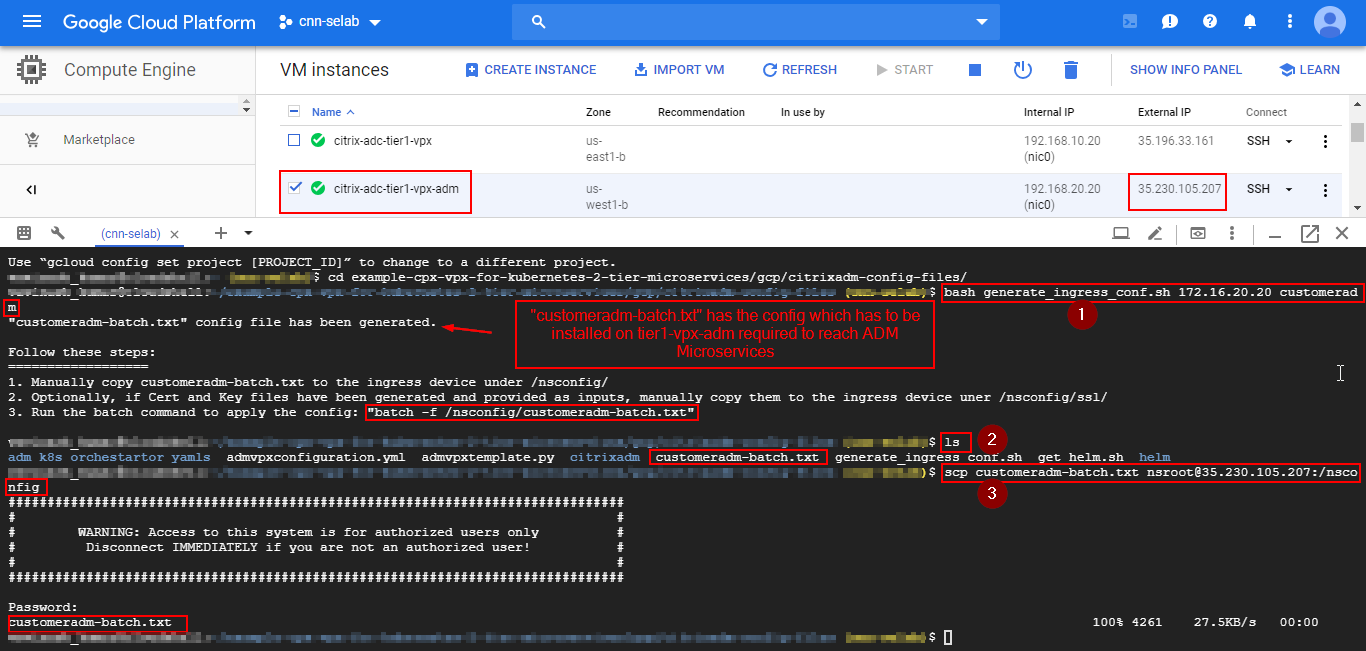 Google Cloud Platform cnn-selab
Compute Engine VM instances CREATE INSTANCE IMPORT VM REFRESH START SHOW INFO PANEL LEARN
Name Zone Recommendation In use by Internal IP External IP Connect
Marketplace
citrix-adc-tier1-vpx us-east1-b 192.168.10.20 (nic0) 35.196.33.161 SSH
citrix-adc-tier1-vpx-adm us-west1-b 192.168.20.20 (nic0) 35.230.105.207 SSH
(cnn-selab)
Use "gcloud config set project [PROJECT_ID]" to change to a different project.
$ cd example-cpx-vpx-for-kubernetes-2-tier-microservices/gcp/citrixadm-config-files/
$ bash generate_ingress_conf.sh 172.16.20.20 customerad
m
1
"customeradm-batch.txt" config file has been generated.
"customeradm-batch.txt" has the config which has to be
installed on tier1-vpx-adm required to reach ADM
Microservices
Follow these steps:
==================
1. Manually copy customeradm-batch.txt to the ingress device under /nsconfig/
2. Optionally, if Cert and Key files have been generated and provided as inputs, manually copy them to the ingress device uner /nsconfig/ssl/
3. Run the batch command to apply the config: "batch -f /nsconfig/customeradm-batch.txt"
$ ls
2
adm k8s orchestartor yamls admvpxconfiguration.yml admvpxtemplate.py citrixadm customeradm-batch.txt generate_ingress_conf.sh get_helm.sh helm
$ scp customeradm-batch.txt nsroot@35.230.105.207:/nsco
nfig
3
###############################################################################
# #
# WARNING: Access to this system is for authorized users only #
# Disconnect IMMEDIATELY if you are not an authorized user! #
# #
###############################################################################
Password:
customeradm-batch.txt 100% 4261 27.5KB/s 00:00
$